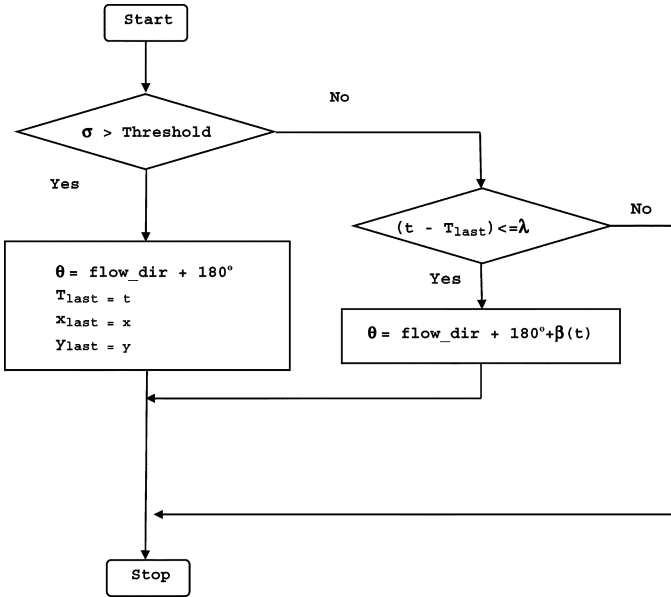 Start
No
σ > Threshold
Yes
(t - Tlast)<=λ
No
Yes
θ = flow_dir + 180°
Tlast = t
xlast = x
ylast = y
θ = flow_dir + 180°+β(t)
Stop